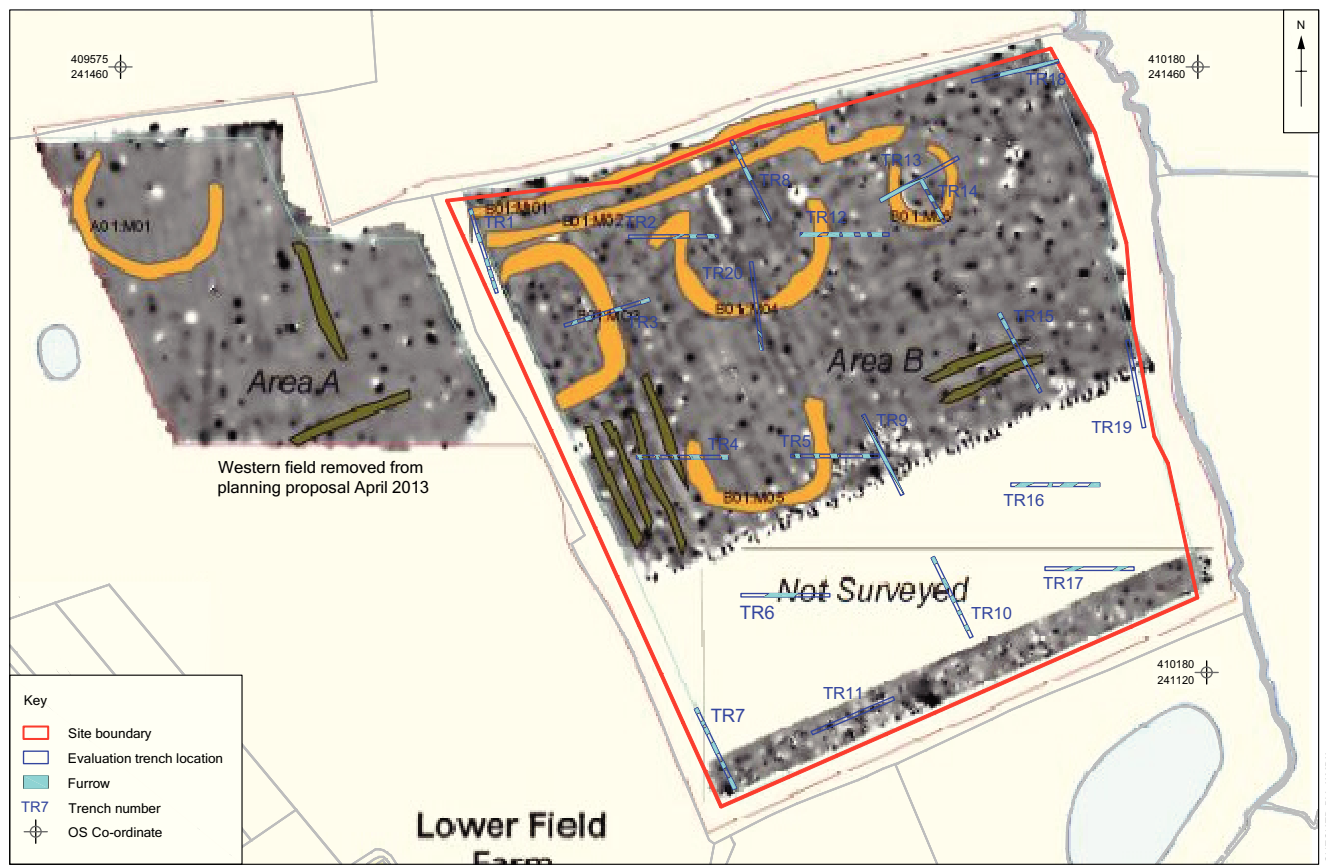 N
409575
241460
410180
241460
TR18
TR13
TR8
TR14
B01:M01
B01:M02
TR2
TR12
TR1
A01:M01
TR20
B01:M04
TR3
TR15
Area B
Area A
TR9
TR19
TR4
TR5
Western field removed from
planning proposal April 2013
B01:M05
TR16
TR17
Not Surveyed
TR6
TR10
410180
241120
TR11
TR7
Key
Site boundary
Evaluation trench location
Furrow
TR7 Trench number
OS Co-ordinate
Lower Field
Farm